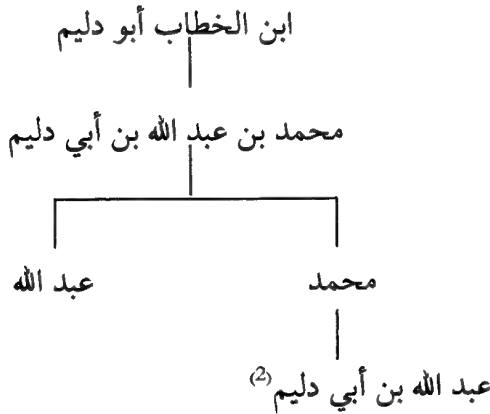 ابن الخطاب أبو دليم
محمد بن عبد الله بن أبي دليم
محمد
عبد الله
عبد الله بن أبي دليم(2)